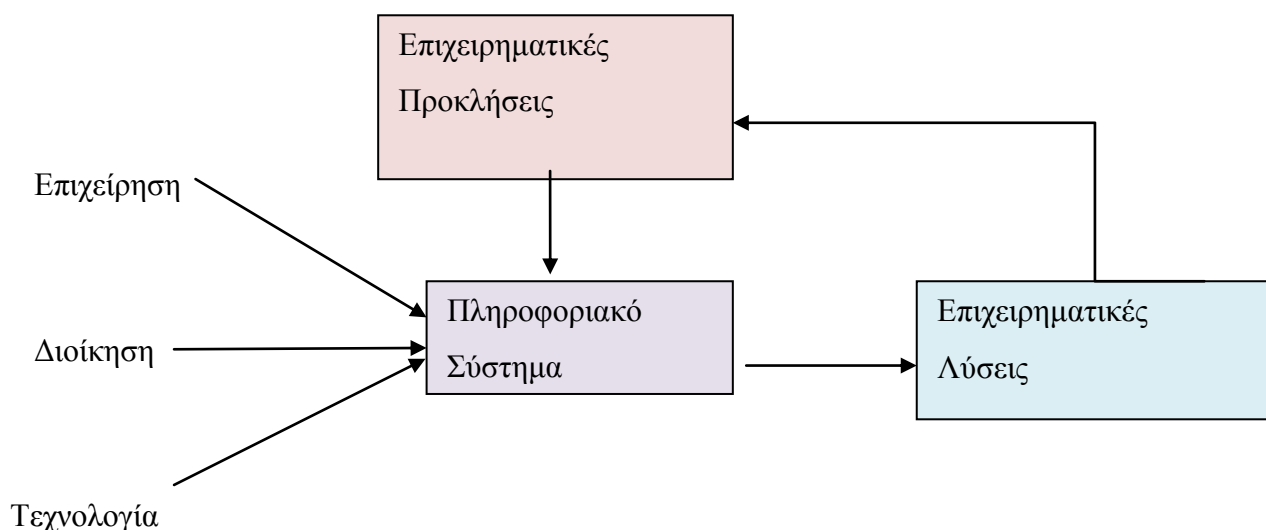 Επιχειρηματικές
Προκλήσεις
Επιχείρηση
Διοίκηση
Τεχνολογία
Πληροφοριακό
Σύστημα
Επιχειρηματικές
Λύσεις